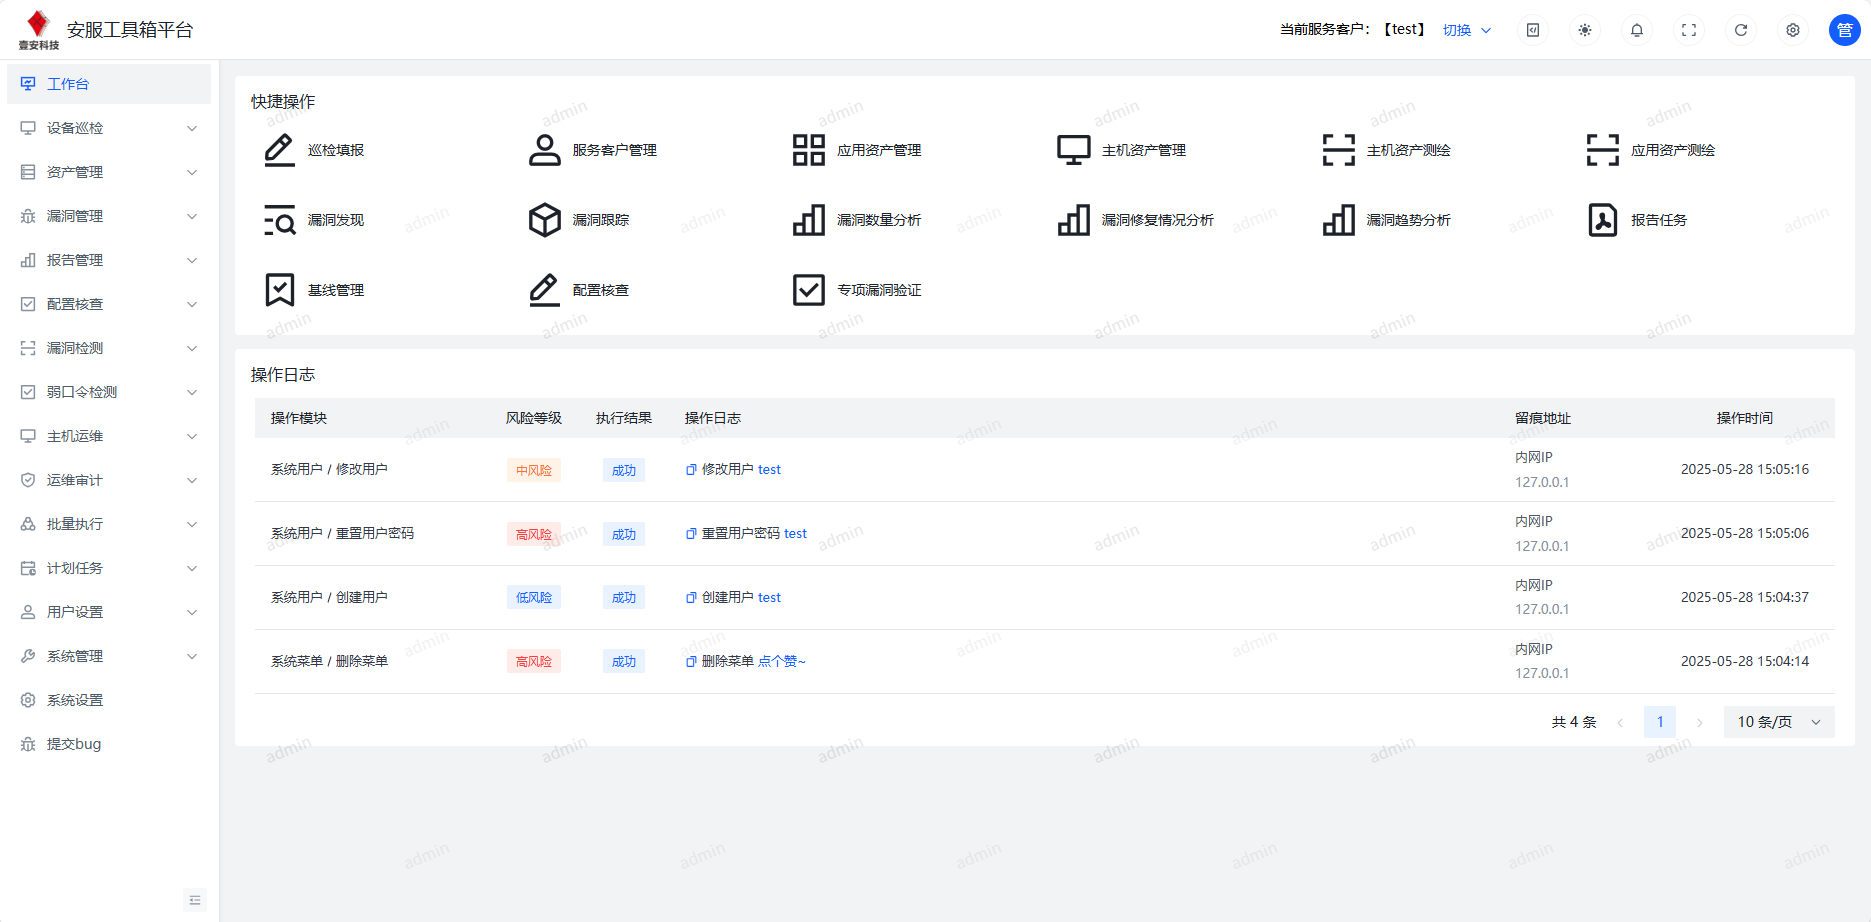 壹安科技
安服工具箱平台
当前服务客户：【test】 切换
管
工作台
设备巡检
资产管理
漏洞管理
报告管理
配置核查
漏洞检测
弱口令检测
主机运维
运维审计
批量执行
计划任务
用户设置
系统管理
系统设置
提交bug
快捷操作
巡检填报 服务客户管理 应用资产管理 主机资产管理 主机资产测绘 应用资产测绘
漏洞发现 漏洞跟踪 漏洞数量分析 漏洞修复情况分析 漏洞趋势分析 报告任务
基线管理 配置核查 专项漏洞验证
操作日志
操作模块 风险等级 执行结果 操作日志 留痕地址 操作时间
系统用户 / 修改用户 中风险 成功 修改用户 test 内网IP 127.0.0.1 2025-05-28 15:05:16
系统用户 / 重置用户密码 高风险 成功 重置用户密码 test 内网IP 127.0.0.1 2025-05-28 15:05:06
系统用户 / 创建用户 低风险 成功 创建用户 test 内网IP 127.0.0.1 2025-05-28 15:04:37
系统菜单 / 删除菜单 高风险 成功 删除菜单 点个赞~ 内网IP 127.0.0.1 2025-05-28 15:04:14
共 4 条 1 10 条/页
admin